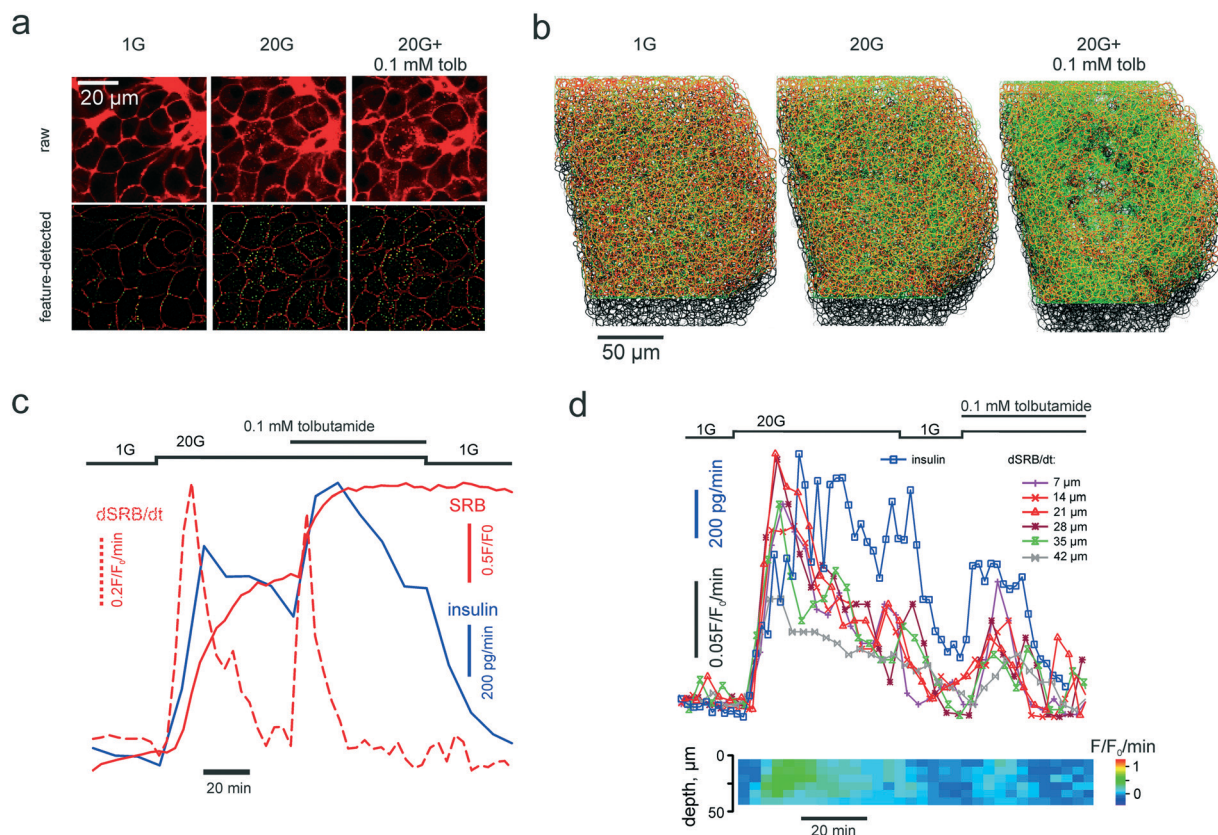 a
1G 20G 20G+
0.1 mM tolb
20 µm
raw
feature-detected
b
1G 20G 20G+
0.1 mM tolb
50 µm
c
0.1 mM tolbutamide
1G 20G 1G
dSRB/dt
0.2F/F₀/min
SRB
0.5F/F0
insulin
200 pg/min
20 min
d
0.1 mM tolbutamide
1G 20G 1G
insulin
dSRB/dt:
7 µm
14 µm
21 µm
28 µm
35 µm
42 µm
200 pg/min
0.05F/F₀/min
F/F₀/min
depth, µm
0
50
1
0
20 min